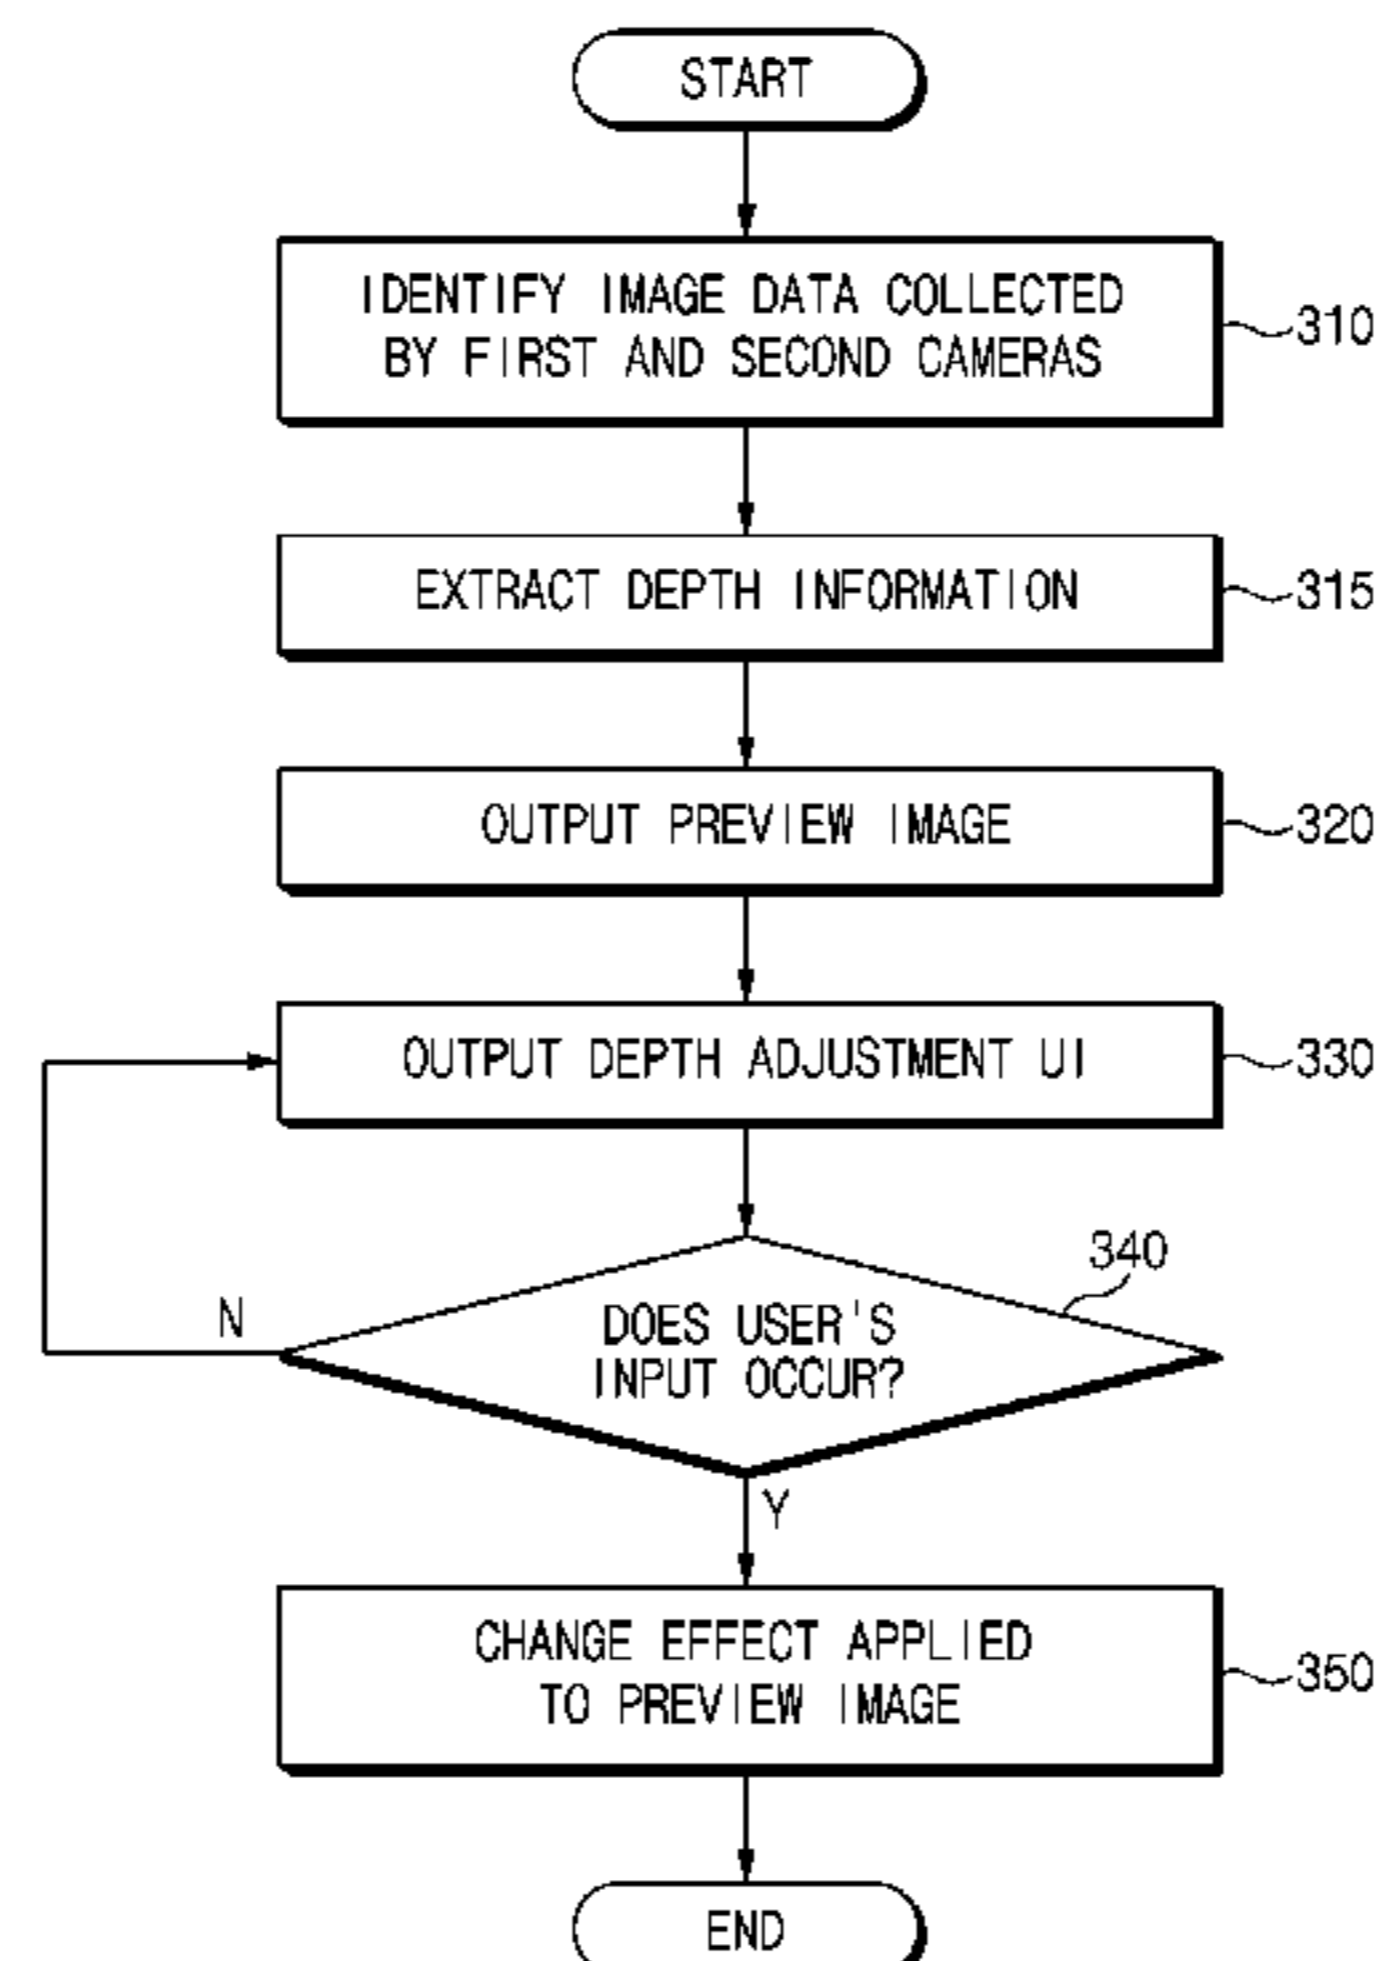 START
IDENTIFY IMAGE DATA COLLECTED
BY FIRST AND SECOND CAMERAS
310
EXTRACT DEPTH INFORMATION
315
OUTPUT PREVIEW IMAGE
320
OUTPUT DEPTH ADJUSTMENT UI
330
340
N
DOES USER'S
INPUT OCCUR?
Y
CHANGE EFFECT APPLIED
TO PREVIEW IMAGE
350
END